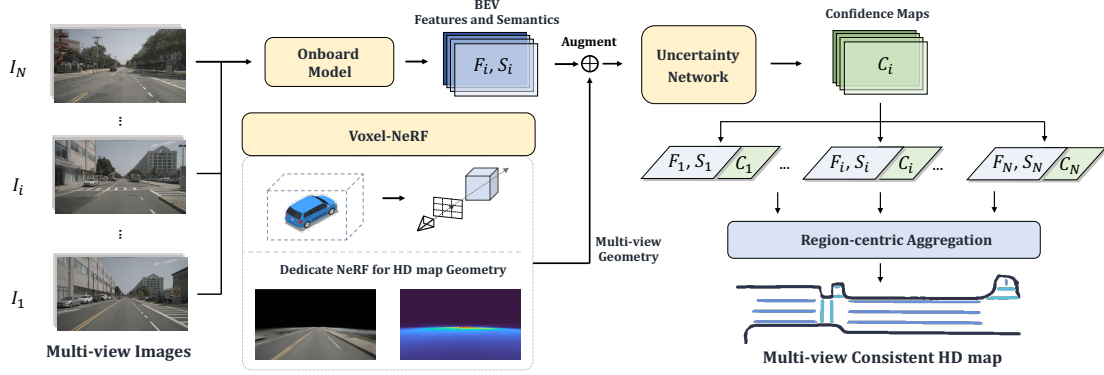 BEV
Features and Semantics
Confidence Maps
I_N
Onboard
Model
F_i, S_i
Augment
Uncertainty
Network
C_i
⋮
Voxel-NeRF
I_i
F_1, S_1
C_1
...
F_i, S_i
C_i
...
F_N, S_N
C_N
⋮
Multi-view
Geometry
Region-centric Aggregation
Dedicate NeRF for HD map Geometry
I_1
Multi-view Images
Multi-view Consistent HD map